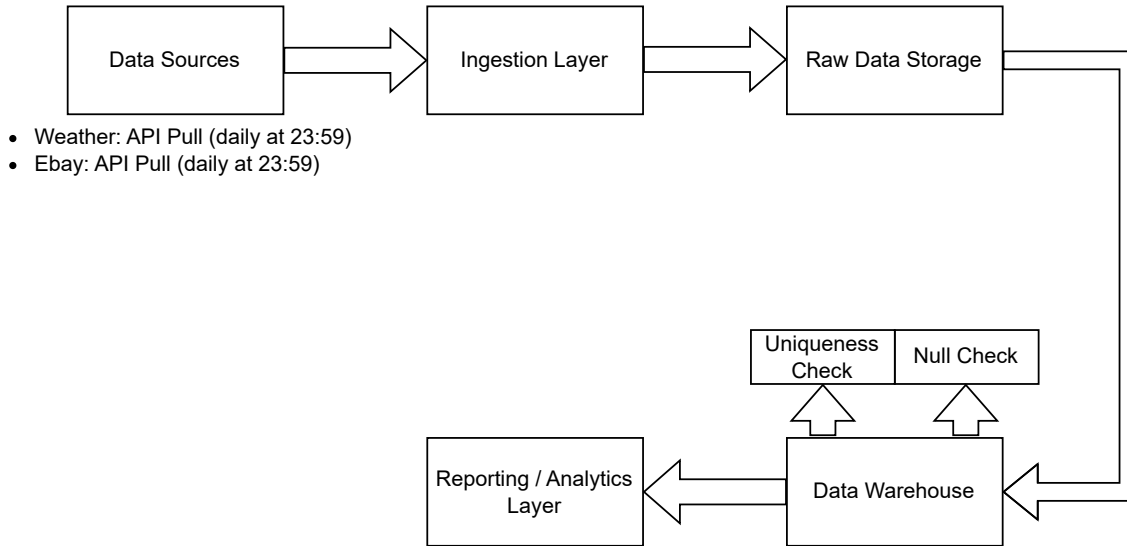 Data Sources
Ingestion Layer
Raw Data Storage
• Weather: API Pull (daily at 23:59)
• Ebay: API Pull (daily at 23:59)
Uniqueness
Check
Null Check
Reporting / Analytics
Layer
Data Warehouse